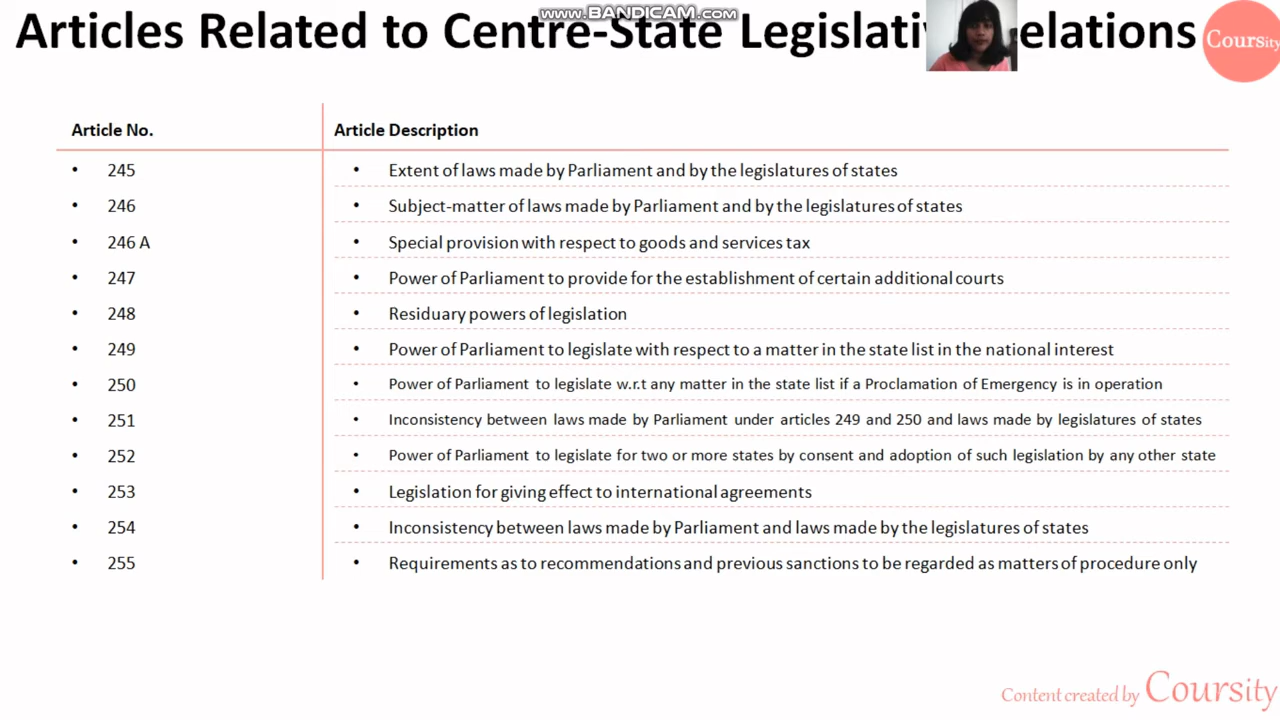 www.BANDICAM.com
Articles Related to Centre-State Legislati elations
Coursity
Article No. Article Description
• 245 • Extent of laws made by Parliament and by the legislatures of states
• 246 • Subject-matter of laws made by Parliament and by the legislatures of states
• 246 A • Special provision with respect to goods and services tax
• 247 • Power of Parliament to provide for the establishment of certain additional courts
• 248 • Residuary powers of legislation
• 249 • Power of Parliament to legislate with respect to a matter in the state list in the national interest
• 250 • Power of Parliament to legislate w.r.t any matter in the state list if a Proclamation of Emergency is in operation
• 251 • Inconsistency between laws made by Parliament under articles 249 and 250 and laws made by legislatures of states
• 252 • Power of Parliament to legislate for two or more states by consent and adoption of such legislation by any other state
• 253 • Legislation for giving effect to international agreements
• 254 • Inconsistency between laws made by Parliament and laws made by the legislatures of states
• 255 • Requirements as to recommendations and previous sanctions to be regarded as matters of procedure only
Content created by Coursity